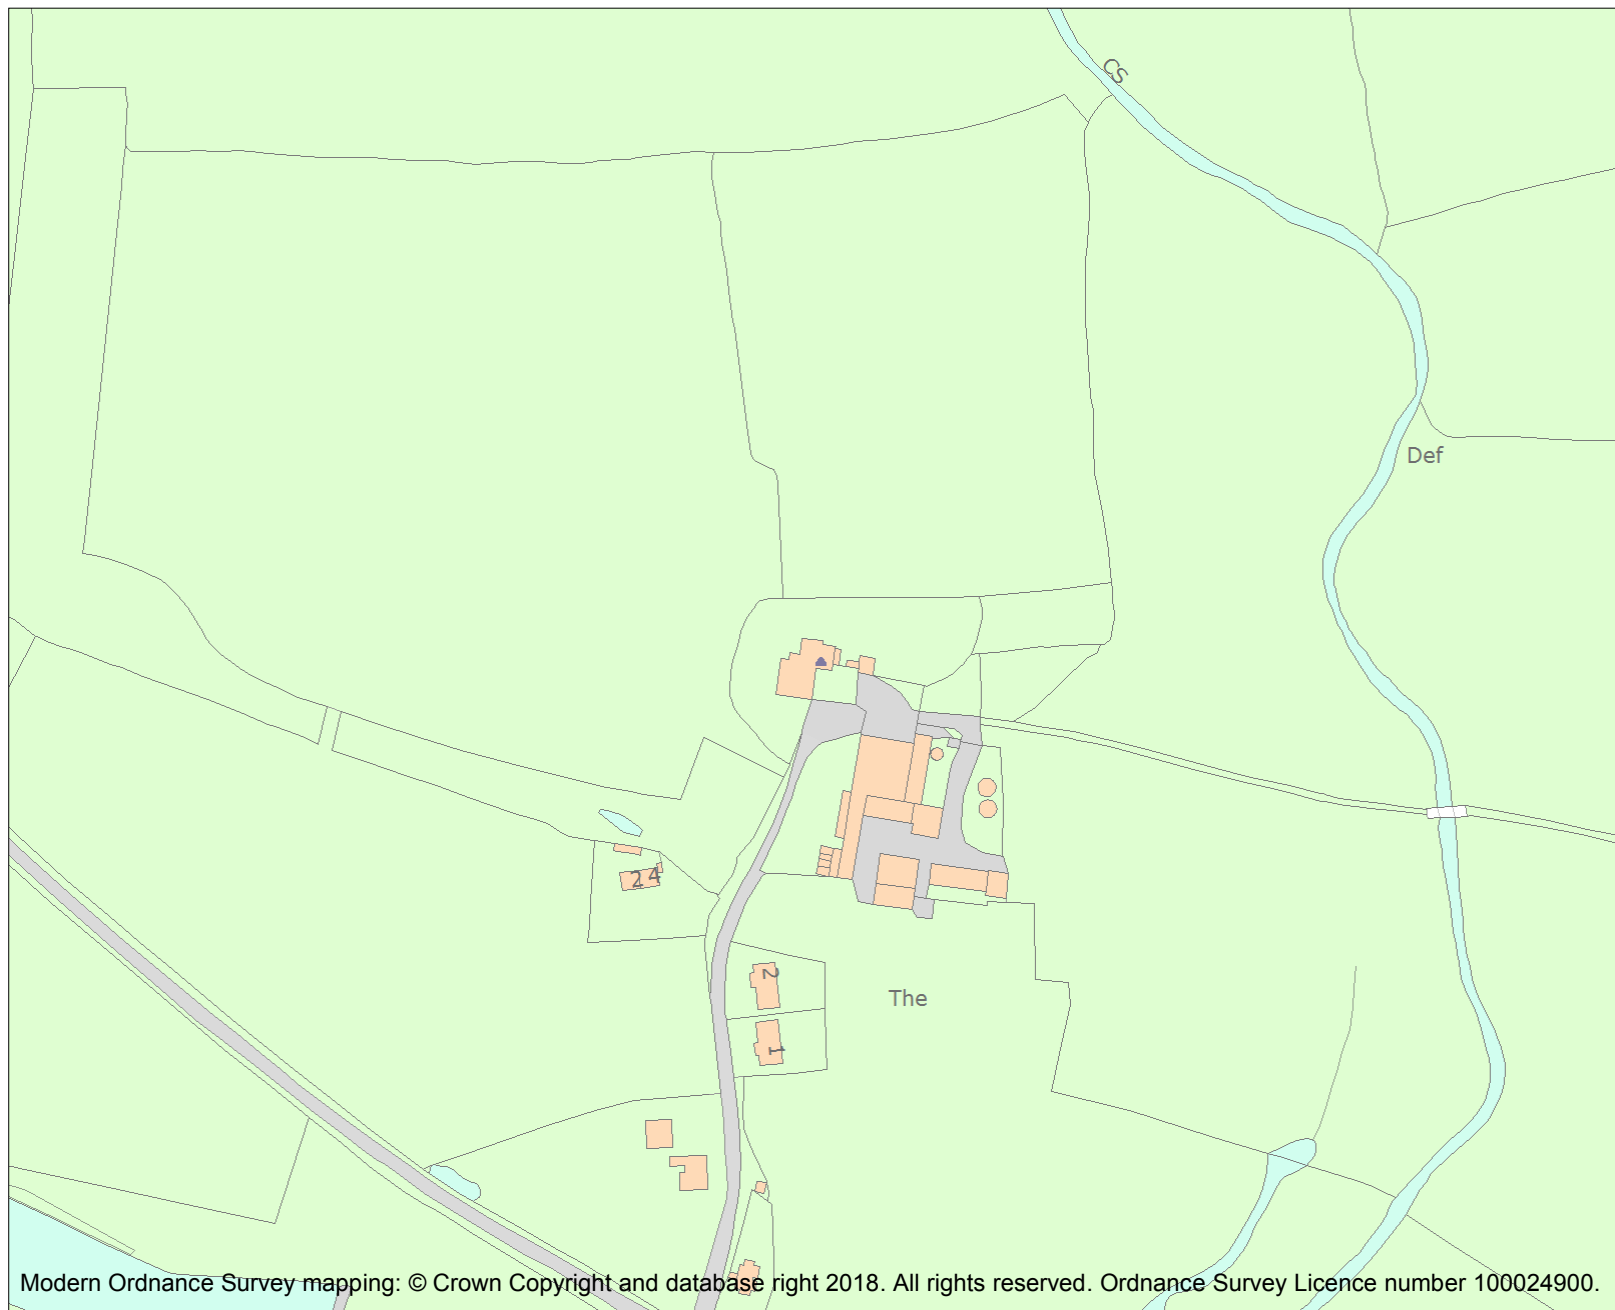 CS
Def
24
2
The
1
Modern Ordnance Survey mapping: © Crown Copyright and database right 2018. All rights reserved. Ordnance Survey Licence number 100024900.